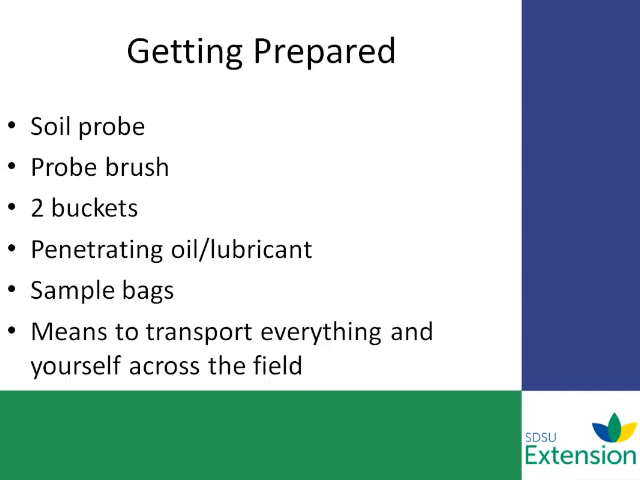 Getting Prepared
• Soil probe
• Probe brush
• 2 buckets
• Penetrating oil/lubricant
• Sample bags
• Means to transport everything and
yourself across the field
SDSU
Extension